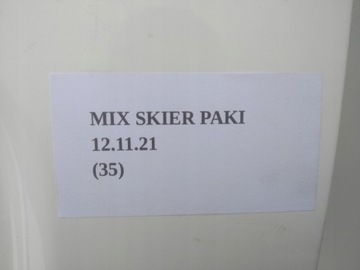 MIX SKIER PAKI
12.11.21
(35)